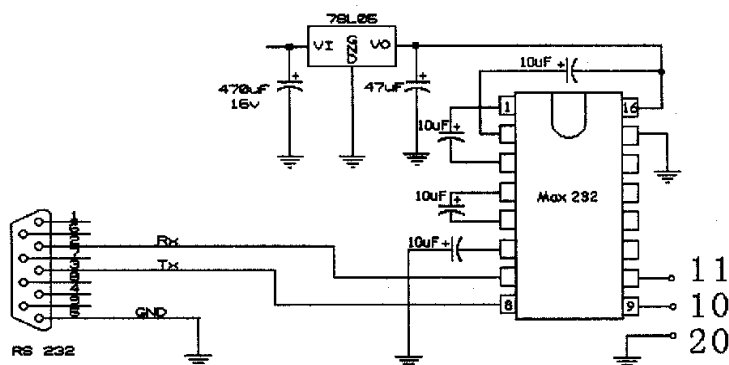 78L05
VI
GND
VO
470uF
16v
+
47uF
+
10uF
+
10uF
+
10uF
+
10uF +
1
16
Max 232
8
9
Rx
Tx
GND
RS 232
11
10
20